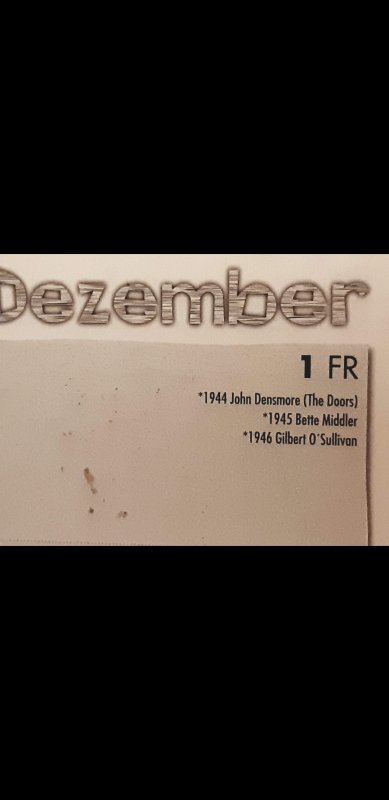 Dezember
1 FR
*1944 John Densmore (The Doors)
*1945 Bette Middler
*1946 Gilbert O´Sullivan